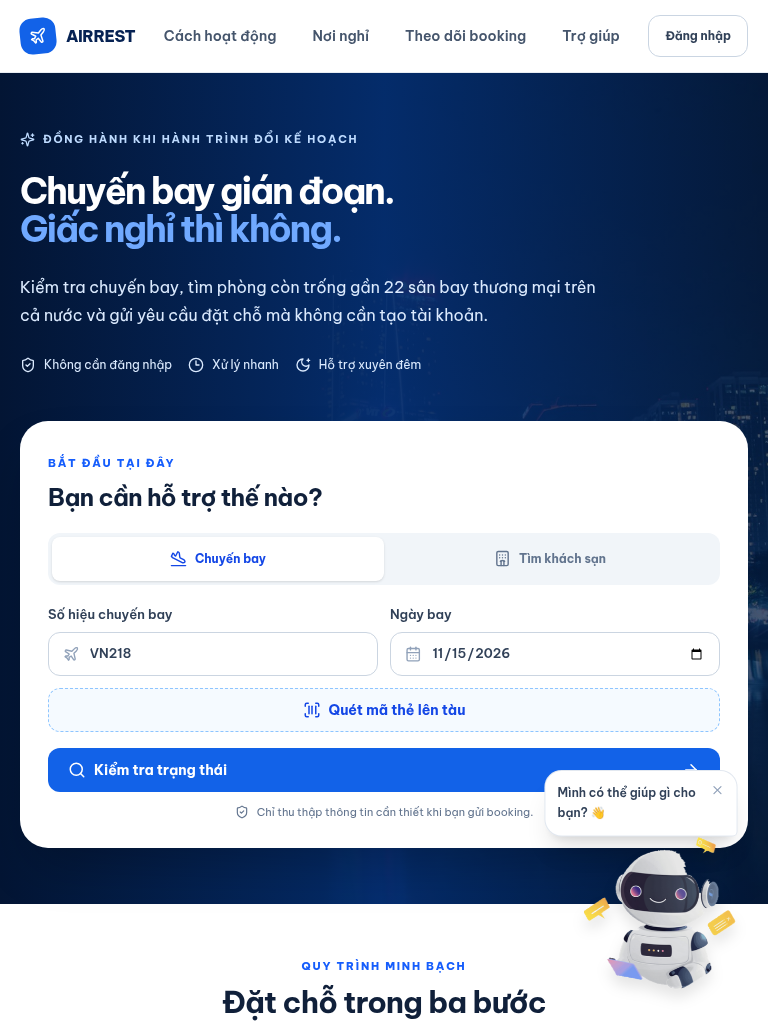 AIRREST
Cách hoạt động
Nơi nghỉ
Theo dõi booking
Trợ giúp
Đăng nhập
ĐỒNG HÀNH KHI HÀNH TRÌNH ĐỔI KẾ HOẠCH
Chuyến bay gián đoạn.
Giấc nghỉ thì không.
Kiểm tra chuyến bay, tìm phòng còn trống gần 22 sân bay thương mại trên
cả nước và gửi yêu cầu đặt chỗ mà không cần tạo tài khoản.
Không cần đăng nhập
Xử lý nhanh
Hỗ trợ xuyên đêm
BẮT ĐẦU TẠI ĐÂY
Bạn cần hỗ trợ thế nào?
Chuyến bay
Tìm khách sạn
Số hiệu chuyến bay
Ngày bay
VN218
11/15/2026
Quét mã thẻ lên tàu
Kiểm tra trạng thái
Mình có thể giúp gì cho
bạn? 👋
Chỉ thu thập thông tin cần thiết khi bạn gửi booking.
QUY TRÌNH MINH BẠCH
Đặt chỗ trong ba bước